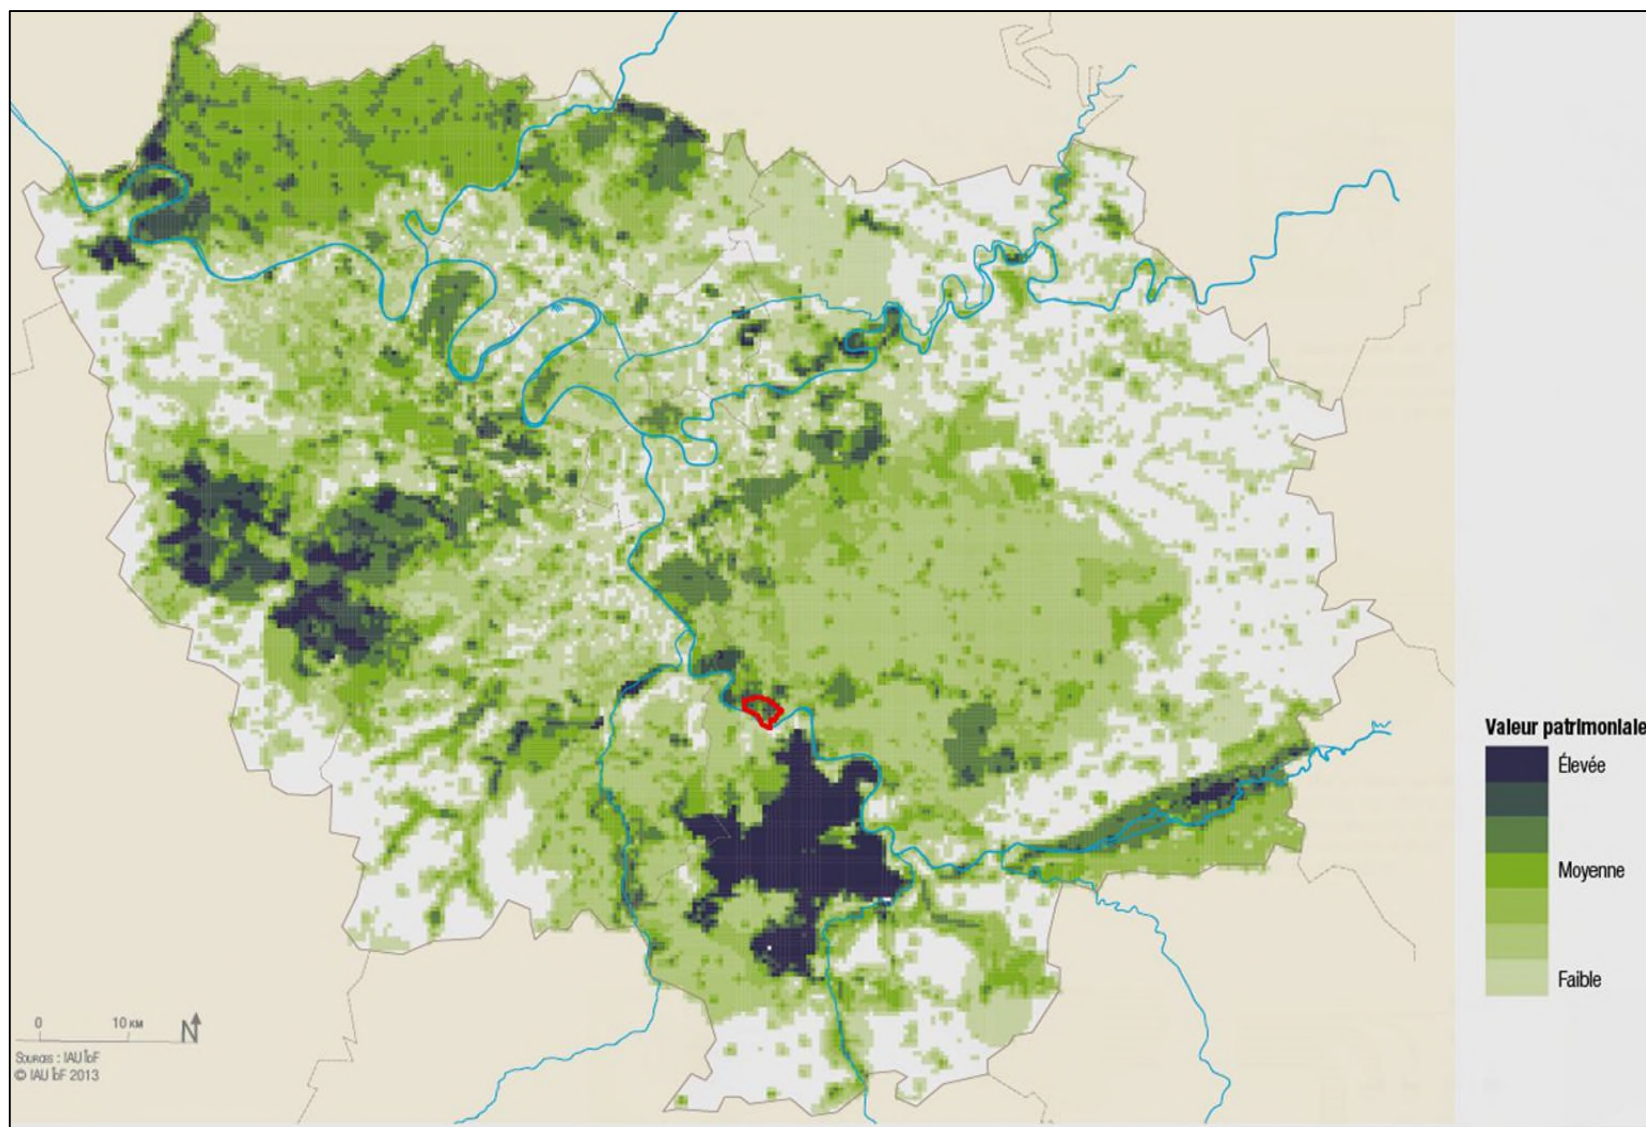 Valeur patrimoniale
Élevée
Moyenne
Faible
0 10 KM
N
Sources : IAU îdF
© IAU îdF 2013